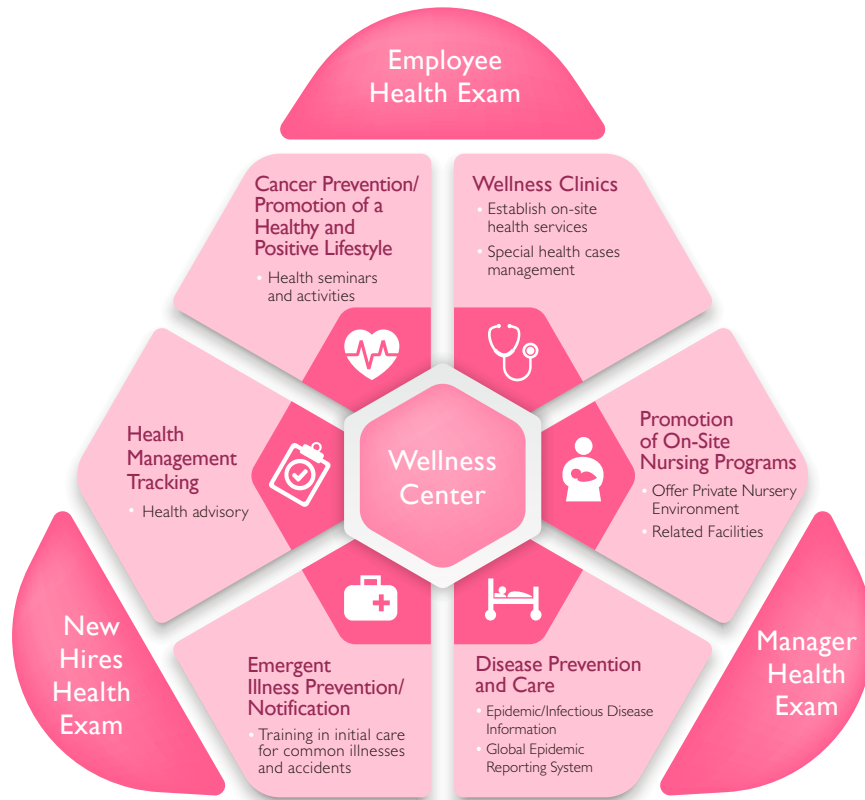 Employee
Health Exam
Cancer Prevention/
Promotion of a
Healthy and
Positive Lifestyle
• Health seminars
and activities
Wellness Clinics
• Establish on-site
health services
• Special health cases
management
Health
Management
Tracking
• Health advisory
Wellness
Center
Promotion
of On-Site
Nursing Programs
• Offer Private Nursery
Environment
• Related Facilities
New
Hires
Health
Exam
Emergent
Illness Prevention/
Notification
• Training in initial care
for common illnesses
and accidents
Disease Prevention
and Care
• Epidemic/Infectious Disease
Information
• Global Epidemic
Reporting System
Manager
Health
Exam